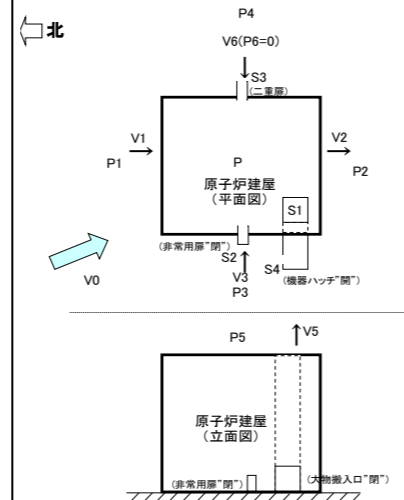 P4
北
V6(P6=0)
S3
(二重扉)
V1
V2
P1
P
P2
原子炉建屋
(平面図)
S1
(非常用扉"閉")
S2
S4
V3
(機器ハッチ"開")
P3
V0
P5
V5
原子炉建屋
(立面図)
(非常用扉"閉")
(大物搬入口"閉")